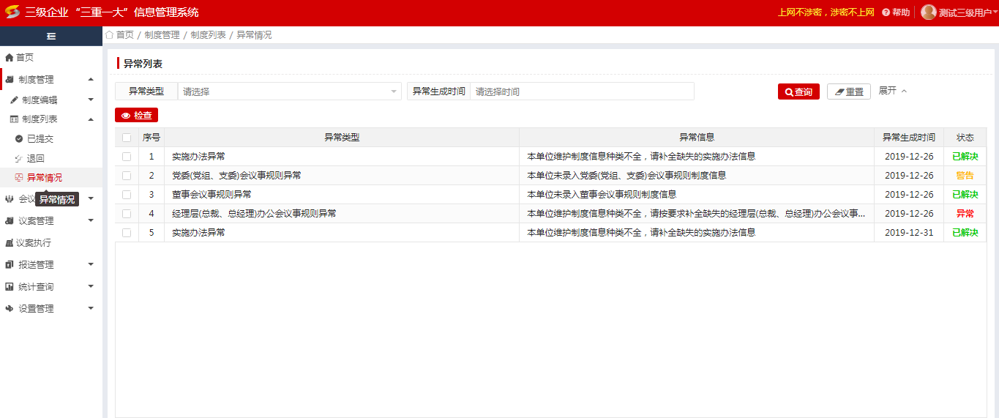 三级企业 “三重一大”信息管理系统
上网不涉密，涉密不上网 帮助 测试三级用户
首页 / 制度管理 / 制度列表 / 异常情况
首页
制度管理
制度编辑
制度列表
已提交
退回
异常情况
会议
异常情况
议案管理
议案执行
报送管理
统计查询
设置管理
异常列表
异常类型 请选择 异常生成时间 请选择时间 查询 重置 展开
检查
序号 异常类型 异常信息 异常生成时间 状态
1 实施办法异常 本单位维护制度信息种类不全，请补全缺失的实施办法信息 2019-12-26 已解决
2 党委(党组、支委)会议事规则异常 本单位未录入党委(党组、支委)会议事规则制度信息 2019-12-26 警告
3 董事会议事规则异常 本单位未录入董事会议事规则制度信息 2019-12-26 已解决
4 经理层(总裁、总经理)办公会议事规则异常 本单位维护制度信息种类不全，请按要求补全缺失的经理层(总裁、总经理)办公会议事... 2019-12-26 异常
5 实施办法异常 本单位维护制度信息种类不全，请补全缺失的实施办法信息 2019-12-31 已解决